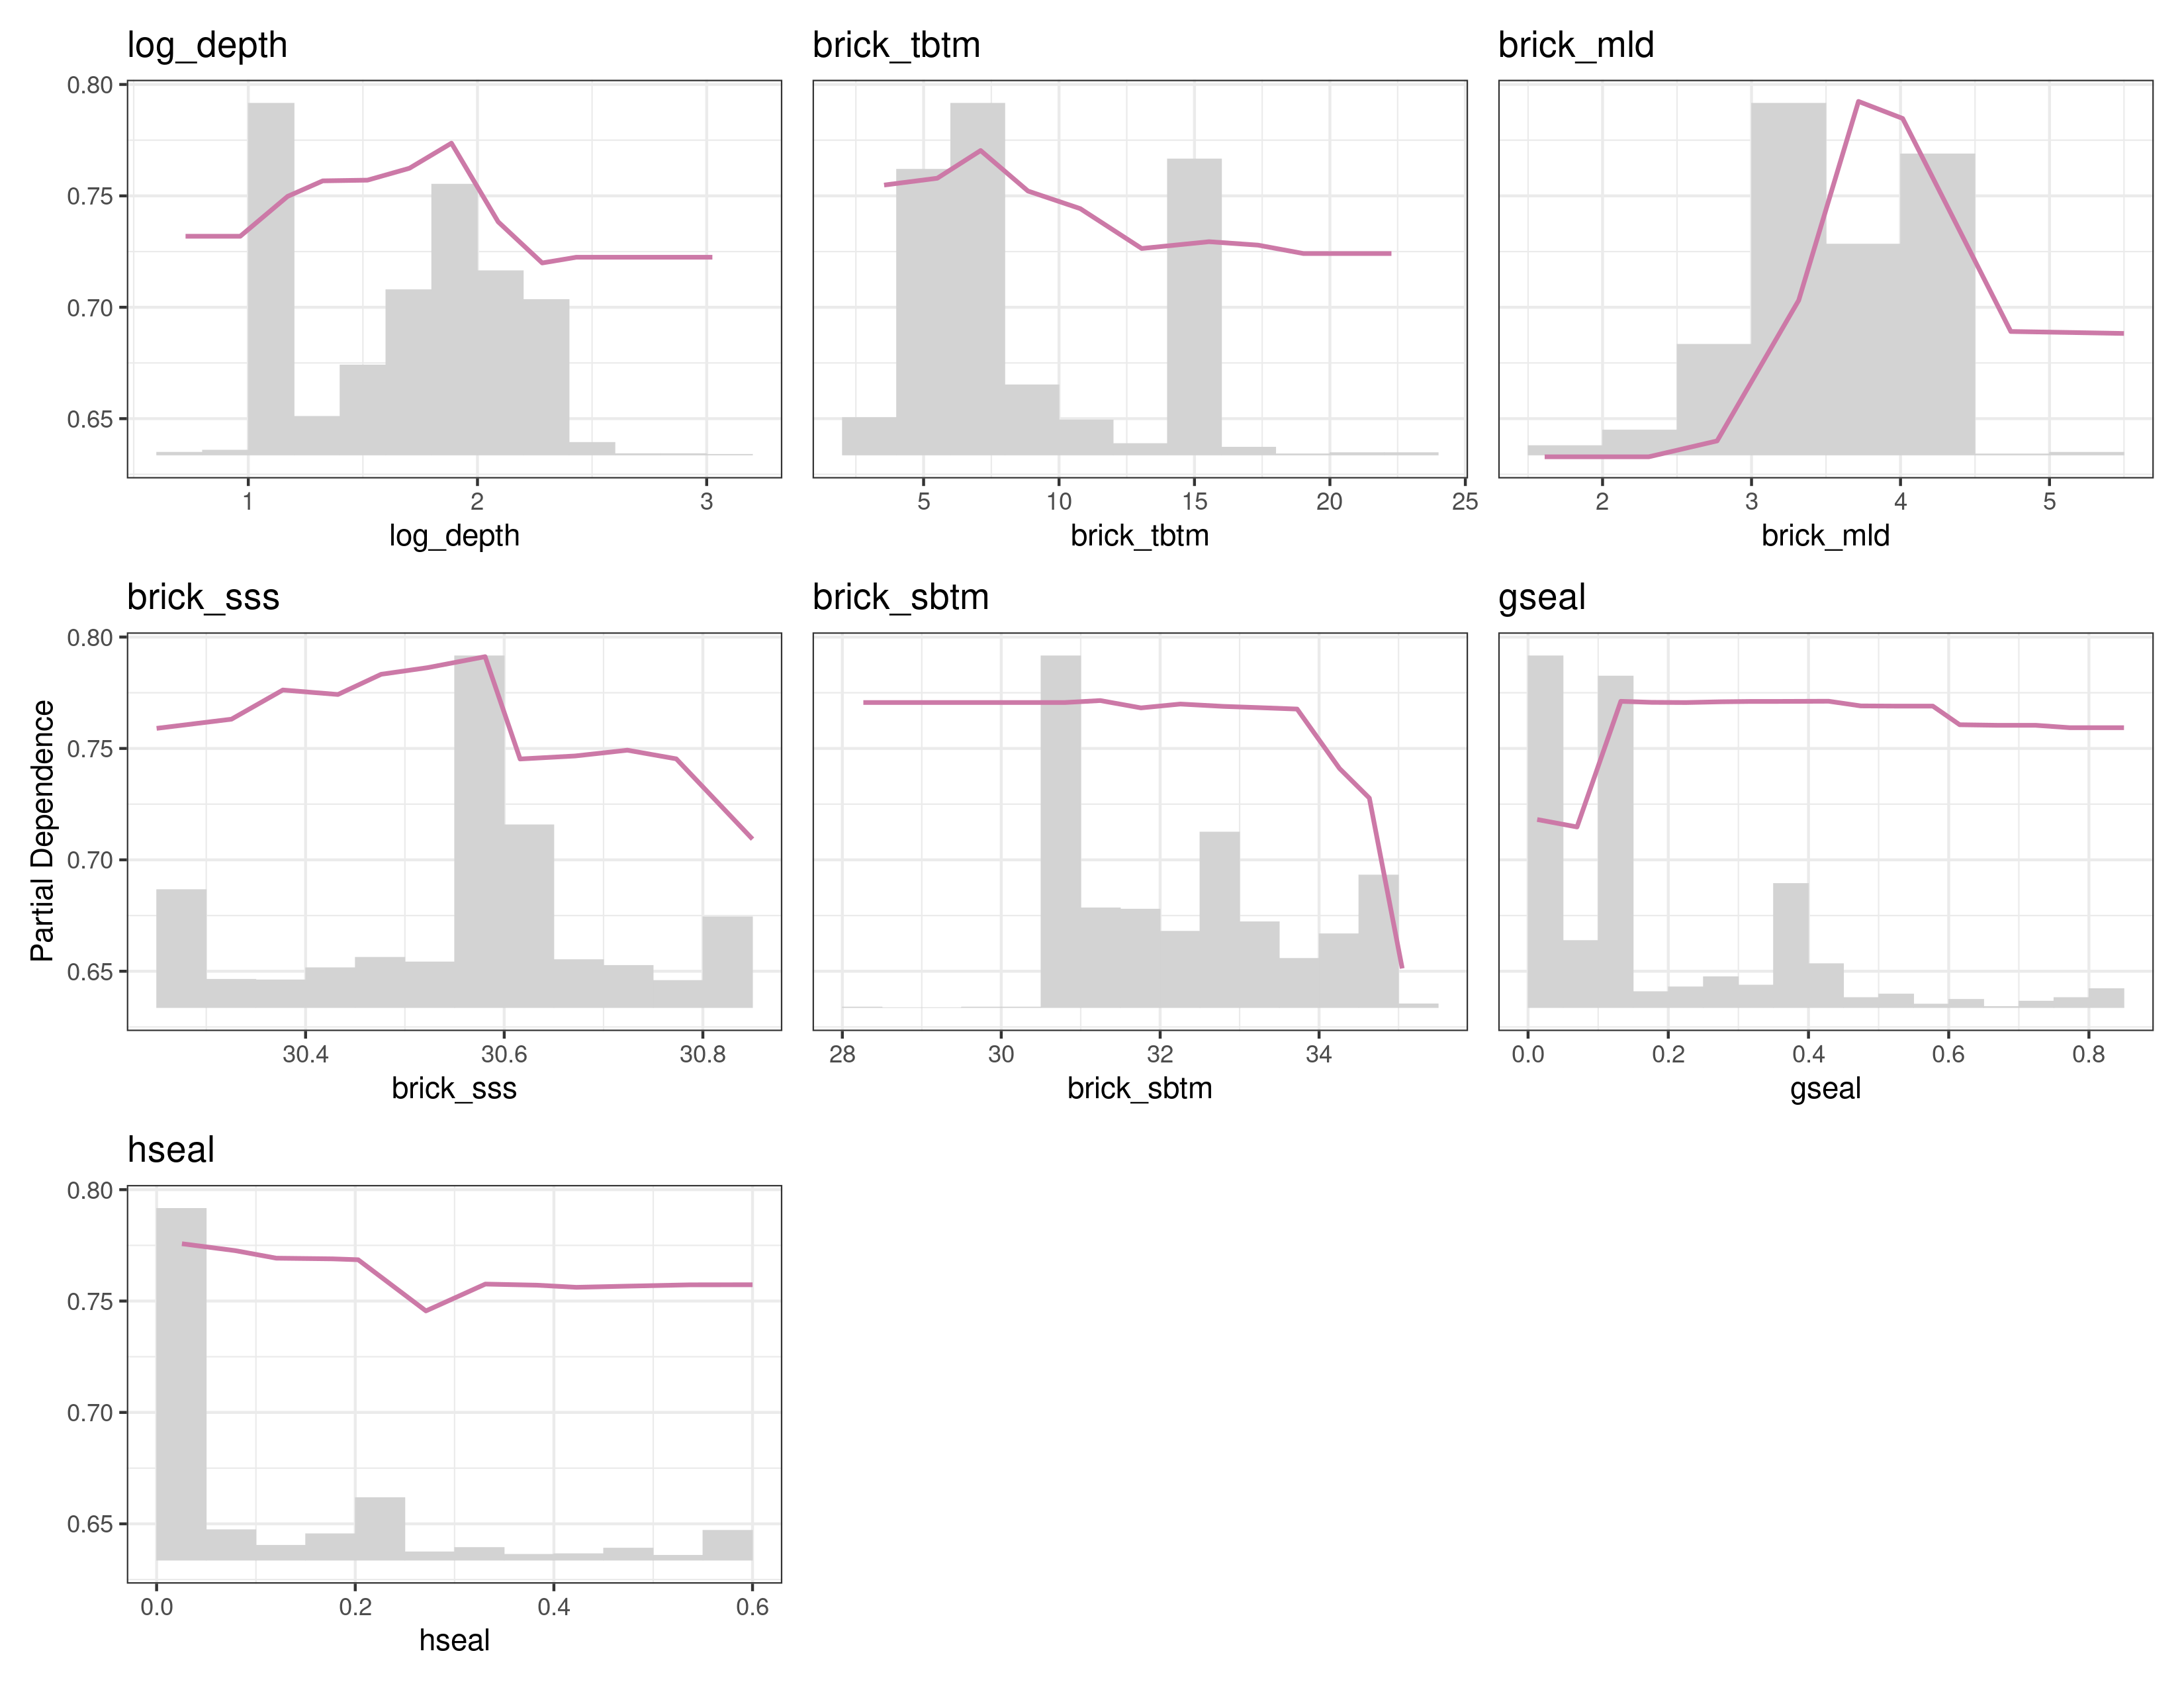 log_depth brick_tbtm brick_mld
0.80
0.75
0.70
0.65
1 2 3 5 10 15 20 25 2 3 4 5
log_depth brick_tbtm brick_mld
brick_sss brick_sbtm gseal
0.80
0.75
0.70
0.65
Partial Dependence
30.4 30.6 30.8 28 30 32 34 0.0 0.2 0.4 0.6 0.8
brick_sss brick_sbtm gseal
hseal
0.80
0.75
0.70
0.65
0.0 0.2 0.4 0.6
hseal